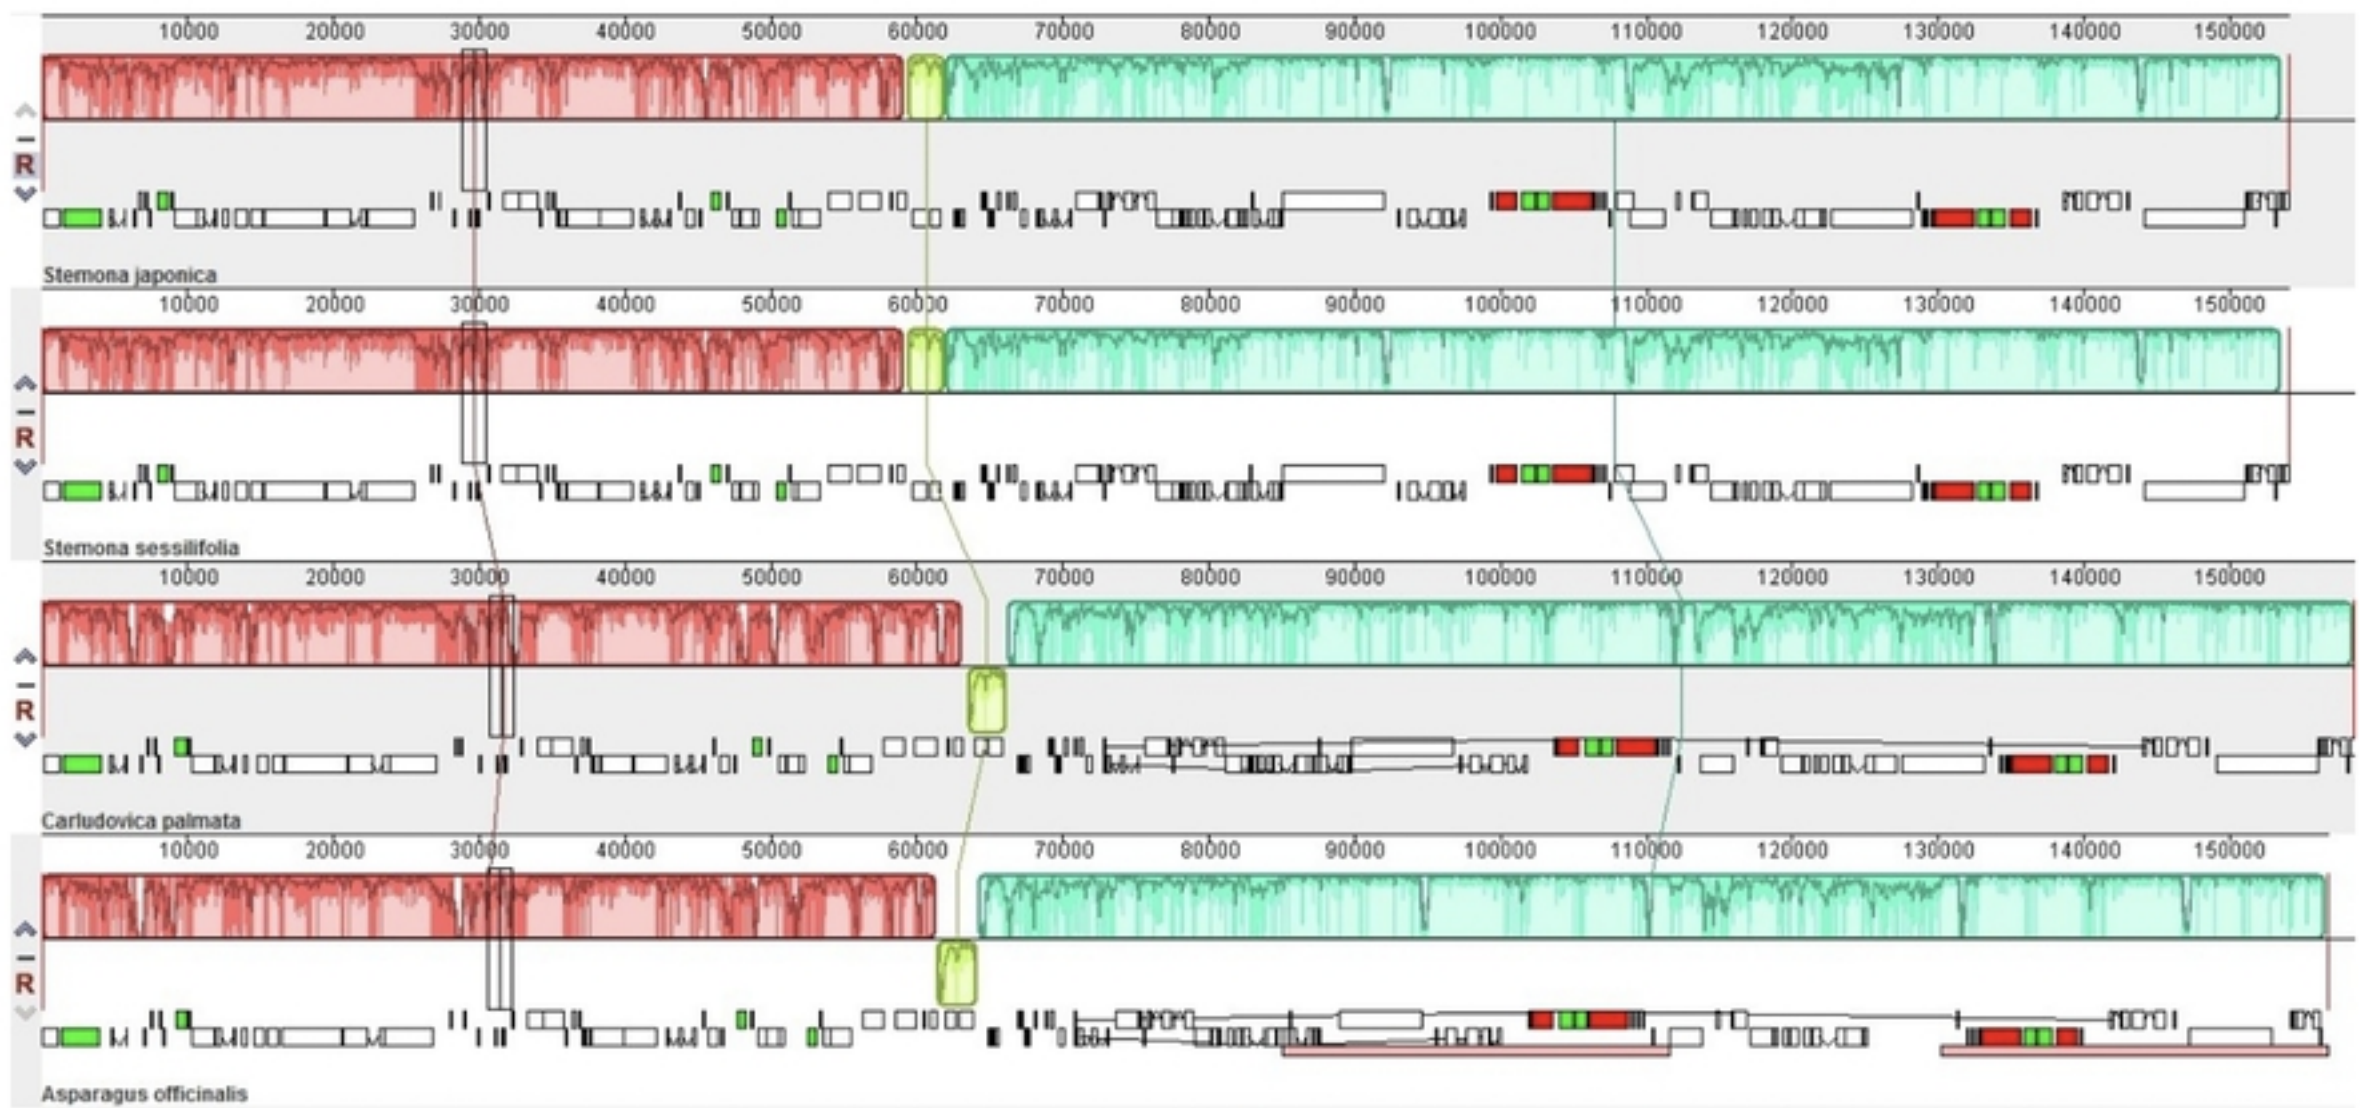 10000 20000 30000 40000 50000 60000 70000 80000 90000 100000 110000 120000 130000 140000 150000
R
Stemona japonica
10000 20000 30000 40000 50000 60000 70000 80000 90000 100000 110000 120000 130000 140000 150000
R
Stemona sessilifolia
10000 20000 30000 40000 50000 60000 70000 80000 90000 100000 110000 120000 130000 140000 150000
R
Carludovica palmata
10000 20000 30000 40000 50000 60000 70000 80000 90000 100000 110000 120000 130000 140000 150000
R
Asparagus officinalis